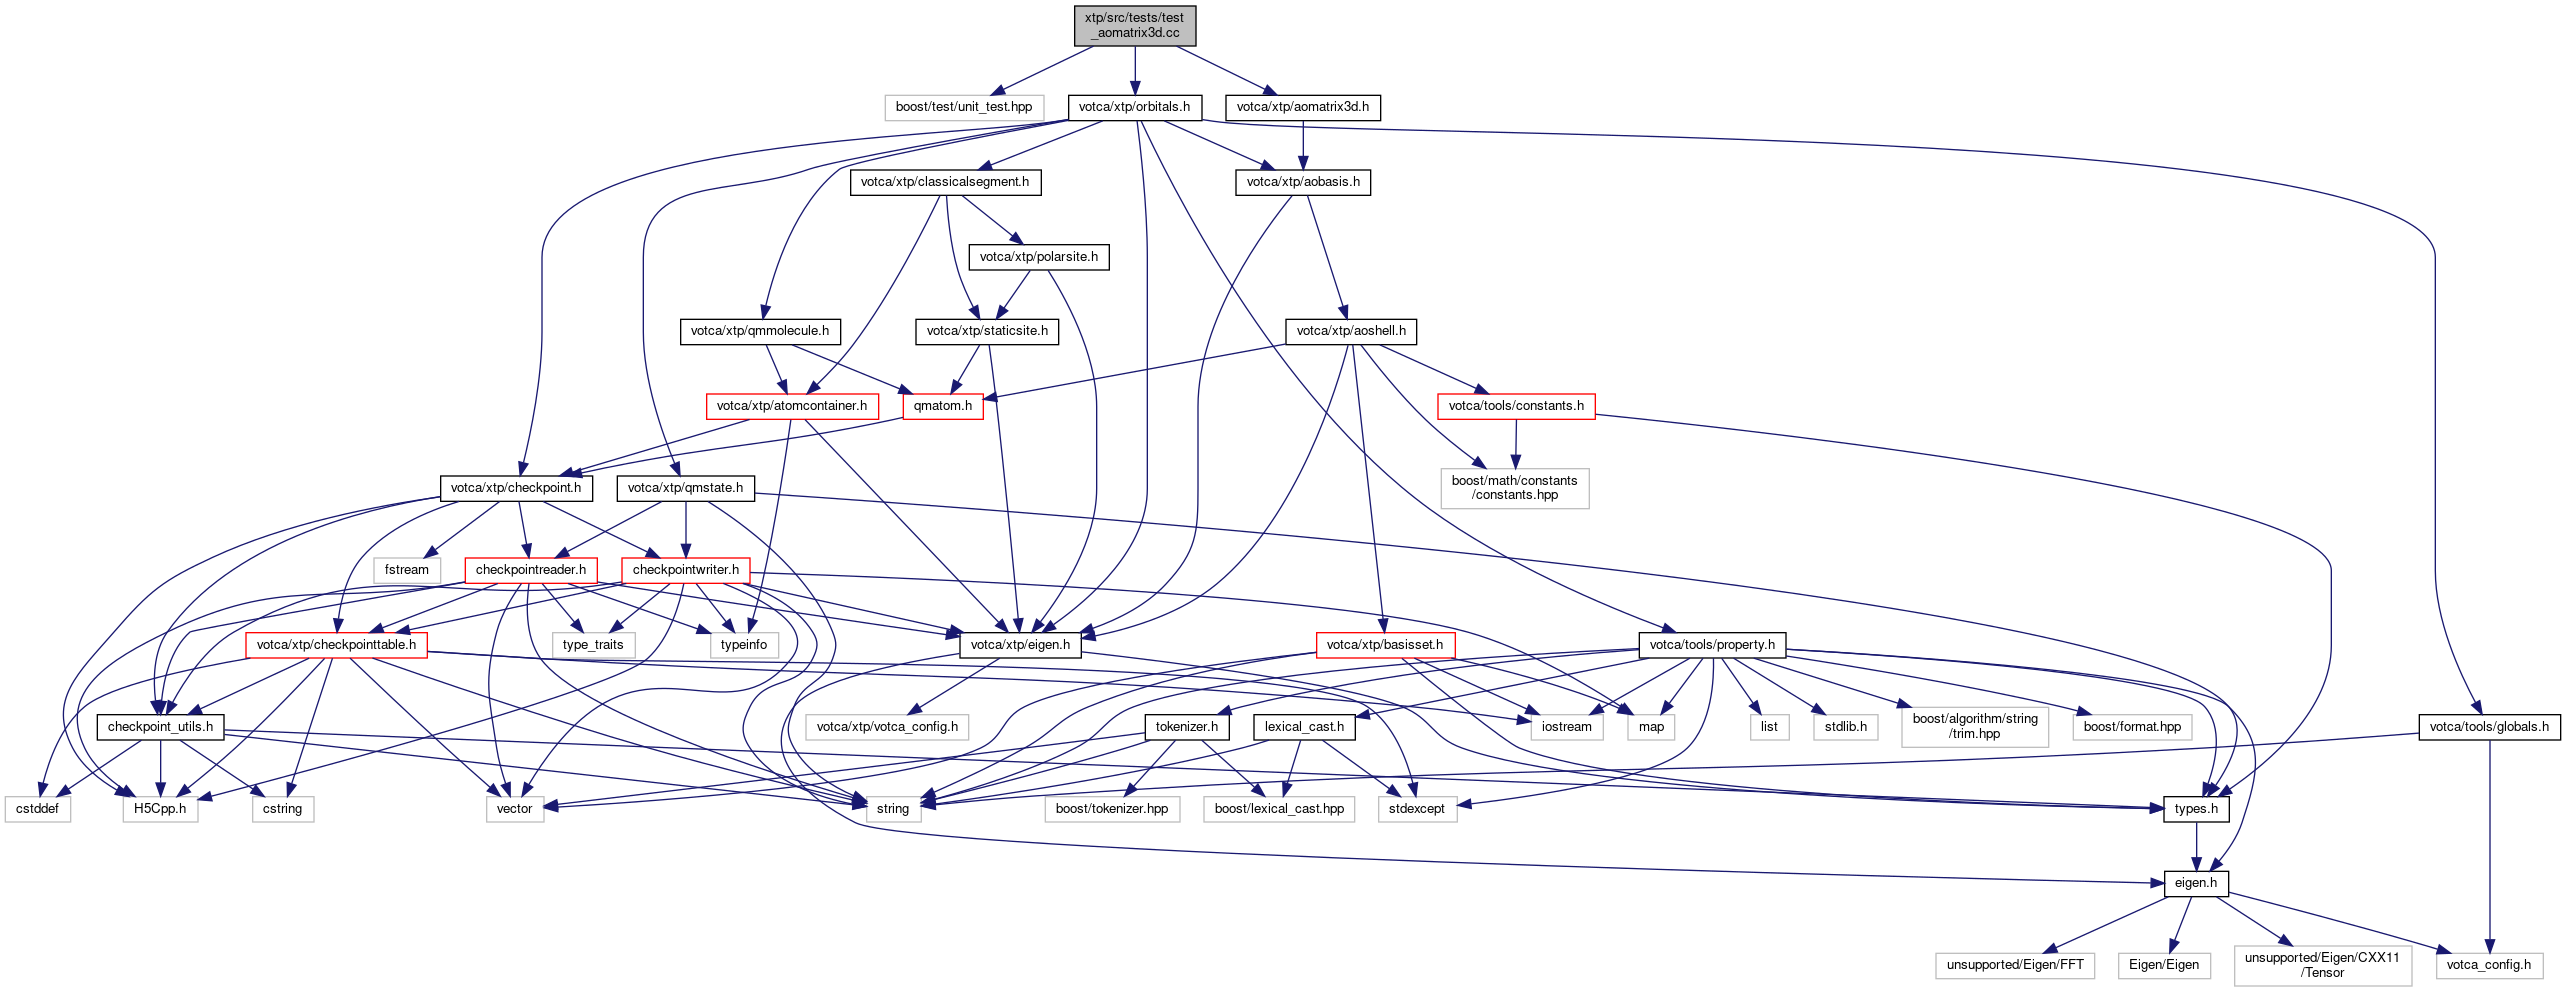 xtp/src/tests/test
_aomatrix3d.cc
boost/test/unit_test.hpp
votca/xtp/orbitals.h
votca/xtp/aomatrix3d.h
votca/xtp/classicalsegment.h
votca/xtp/aobasis.h
votca/xtp/polarsite.h
votca/xtp/qmmolecule.h
votca/xtp/staticsite.h
votca/xtp/aoshell.h
votca/xtp/atomcontainer.h
qmatom.h
votca/tools/constants.h
votca/xtp/checkpoint.h
votca/xtp/qmstate.h
boost/math/constants
/constants.hpp
fstream
checkpointreader.h
checkpointwriter.h
votca/xtp/checkpointtable.h
type_traits
typeinfo
votca/xtp/eigen.h
votca/xtp/basisset.h
votca/tools/property.h
checkpoint_utils.h
votca/xtp/votca_config.h
tokenizer.h
lexical_cast.h
iostream
map
list
stdlib.h
boost/algorithm/string
/trim.hpp
boost/format.hpp
votca/tools/globals.h
cstddef
H5Cpp.h
cstring
vector
string
boost/tokenizer.hpp
boost/lexical_cast.hpp
stdexcept
types.h
eigen.h
unsupported/Eigen/FFT
Eigen/Eigen
unsupported/Eigen/CXX11
/Tensor
votca_config.h